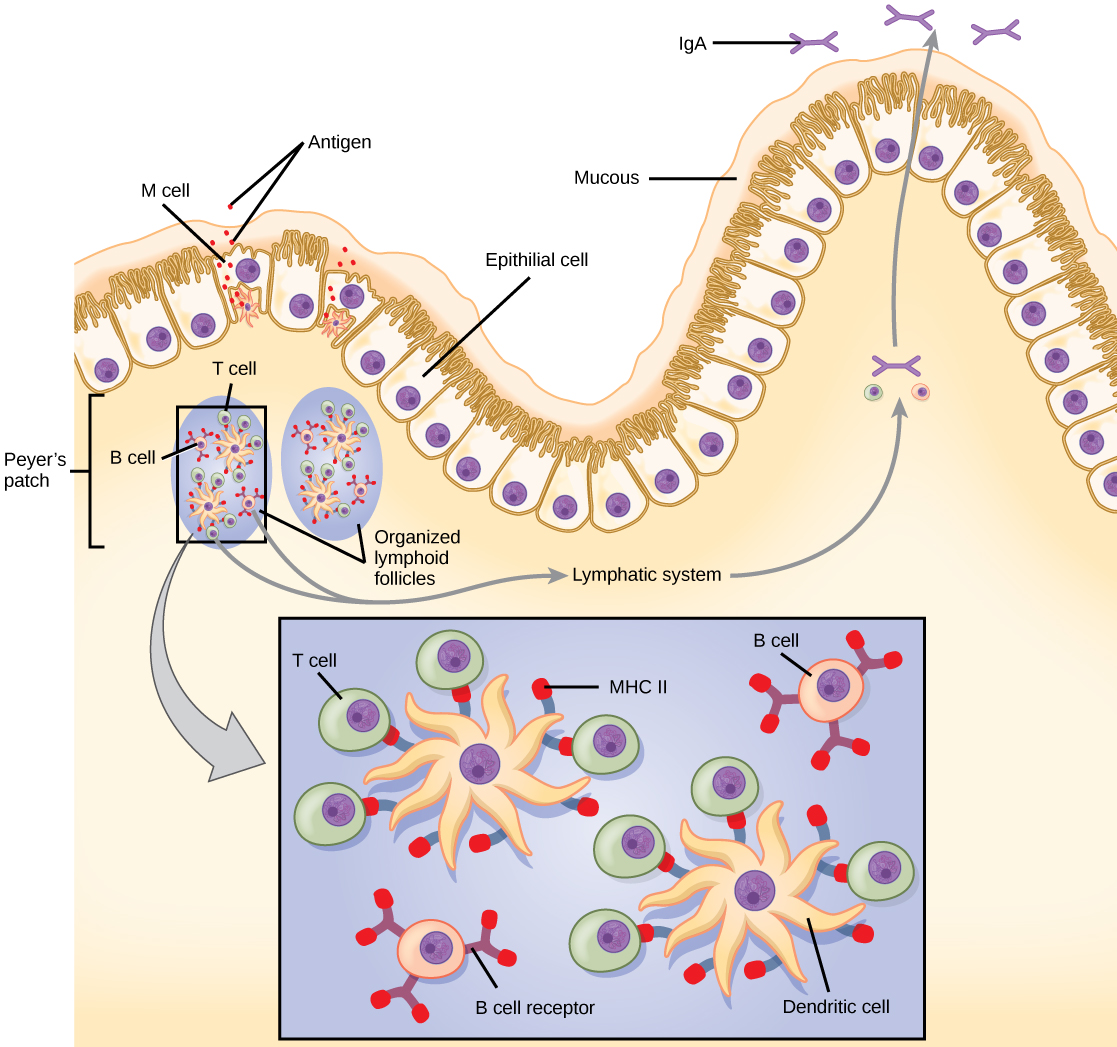 IgA
Antigen
M cell
Mucous
Epithilial cell
T cell
B cell
Peyer's
patch
Organized
lymphoid
follicles
Lymphatic system
B cell
T cell
MHC II
B cell receptor
Dendritic cell